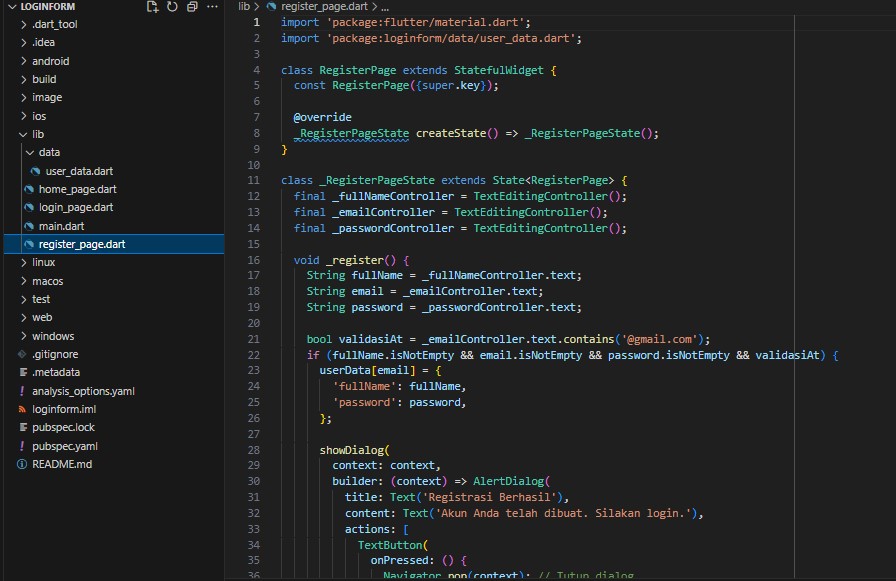 LOGINFORM
.dart_tool
.idea
android
build
image
ios
lib
data
user_data.dart
home_page.dart
login_page.dart
main.dart
register_page.dart
linux
macos
test
web
windows
.gitignore
.metadata
analysis_options.yaml
loginform.iml
pubspec.lock
pubspec.yaml
README.md
lib > register_page.dart > ...
1 import 'package:flutter/material.dart';
2 import 'package:loginform/data/user_data.dart';
3
4 class RegisterPage extends StatefulWidget {
5 const RegisterPage({super.key});
6
7 @override
8 _RegisterPageState createState() => _RegisterPageState();
9 }
10
11 class _RegisterPageState extends State<RegisterPage> {
12 final _fullNameController = TextEditingController();
13 final _emailController = TextEditingController();
14 final _passwordController = TextEditingController();
15
16 void _register() {
17 String fullName = _fullNameController.text;
18 String email = _emailController.text;
19 String password = _passwordController.text;
20
21 bool validasiAt = _emailController.text.contains('@gmail.com');
22 if (fullName.isNotEmpty && email.isNotEmpty && password.isNotEmpty && validasiAt) {
23 userData[email] = {
24 'fullName': fullName,
25 'password': password,
26 };
27
28 showDialog(
29 context: context,
30 builder: (context) => AlertDialog(
31 title: Text('Registrasi Berhasil'),
32 content: Text('Akun Anda telah dibuat. Silakan login.'),
33 actions: [
34 TextButton(
35 onPressed: () {
36 Navigator.pop(context); // Tutup dialog